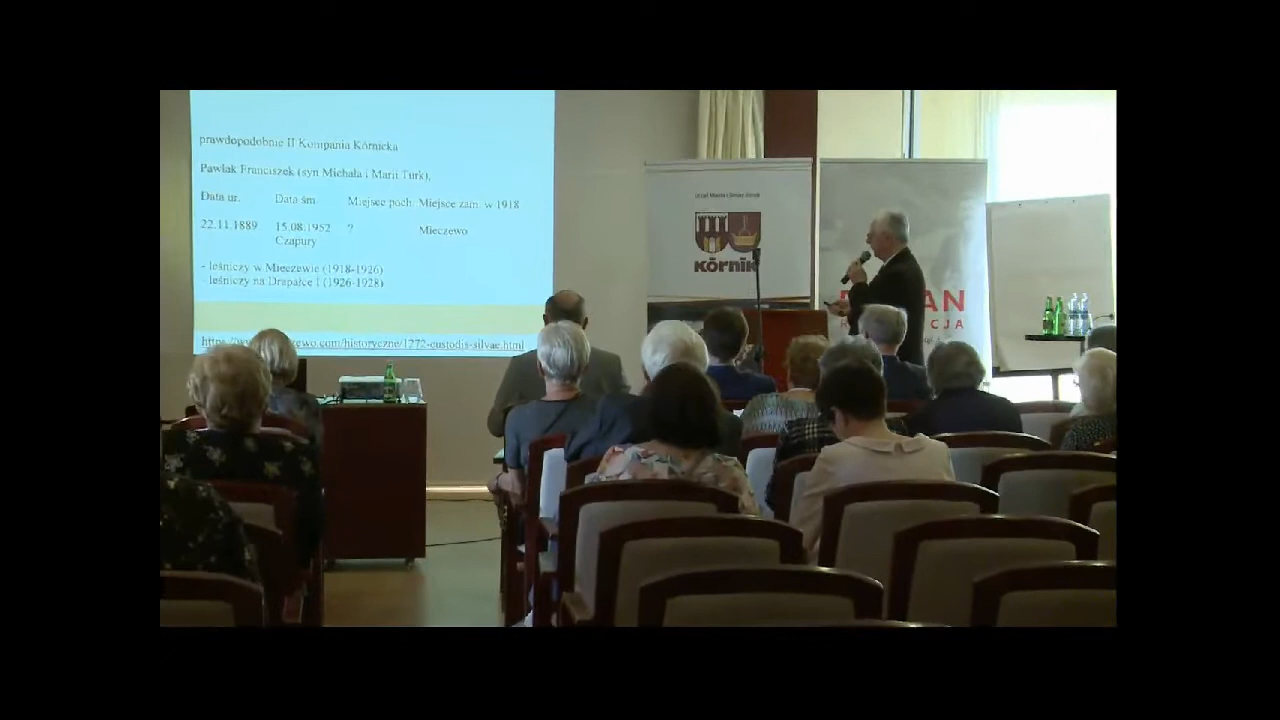 prawdopodobnie II Kompania Kórnicka
Pawlak Franciszek (syn Michała i Marii Turk),
Data ur. Data śm. Miejsce poch. Miejsce zam. w 1918
22.11.1889 15.08.1952 ? Mieczewo
Czapury
- leśniczy w Mieczewie (1918-1926)
- leśniczy na Drapałce I (1926-1928)
KÓRNIK